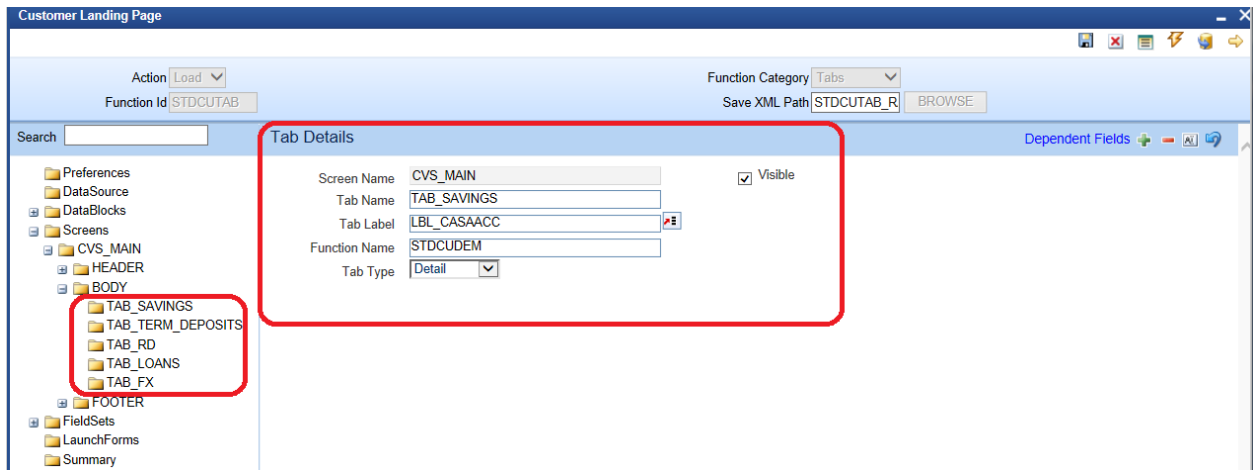 Customer Landing Page
Action Load
Function Category Tabs
Function Id STDCUTAB
Save XML Path STDCUTAB_R BROWSE
Search
Tab Details
Dependent Fields
Preferences
DataSource
DataBlocks
Screens
CVS_MAIN
HEADER
BODY
TAB_SAVINGS
TAB_TERM_DEPOSITS
TAB_RD
TAB_LOANS
TAB_FX
FOOTER
FieldSets
LaunchForms
Summary
Screen Name CVS_MAIN
Visible
Tab Name TAB_SAVINGS
Tab Label LBL_CASAACC
Function Name STDCUDEM
Tab Type Detail